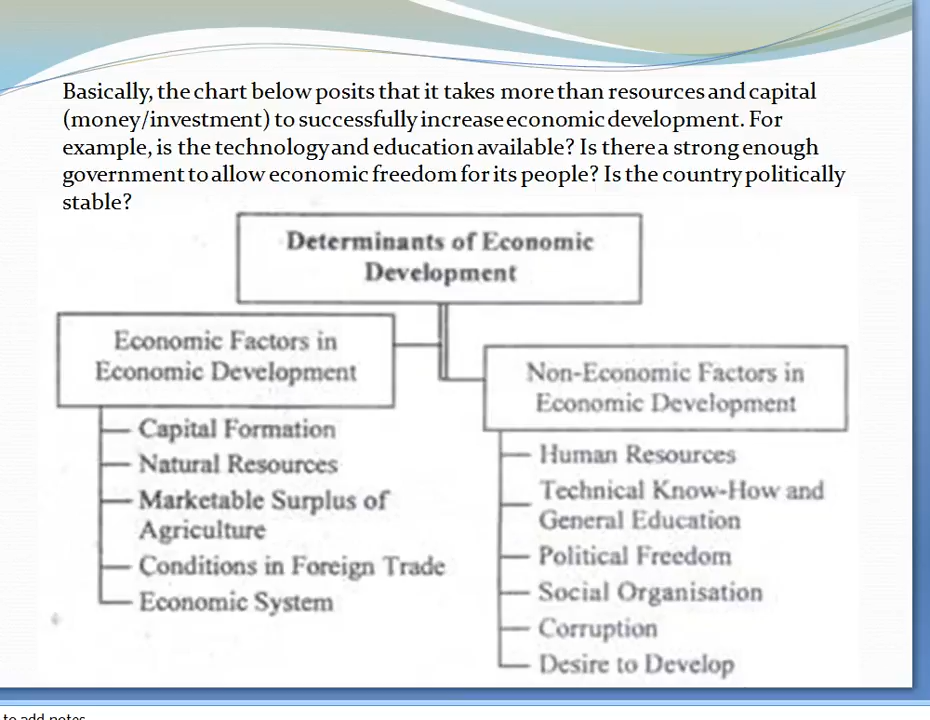 Basically, the chart below posits that it takes more than resources and capital
(money/investment) to successfully increase economic development. For
example, is the technology and education available? Is there a strong enough
government to allow economic freedom for its people? Is the country politically
stable?
Determinants of Economic
Development
Economic Factors in
Economic Development
Capital Formation
Natural Resources
Marketable Surplus of
Agriculture
Conditions in Foreign Trade
Economic System
Non-Economic Factors in
Economic Development
Human Resources
Technical Know-How and
General Education
Political Freedom
Social Organisation
Corruption
Desire to Develop
to add notes